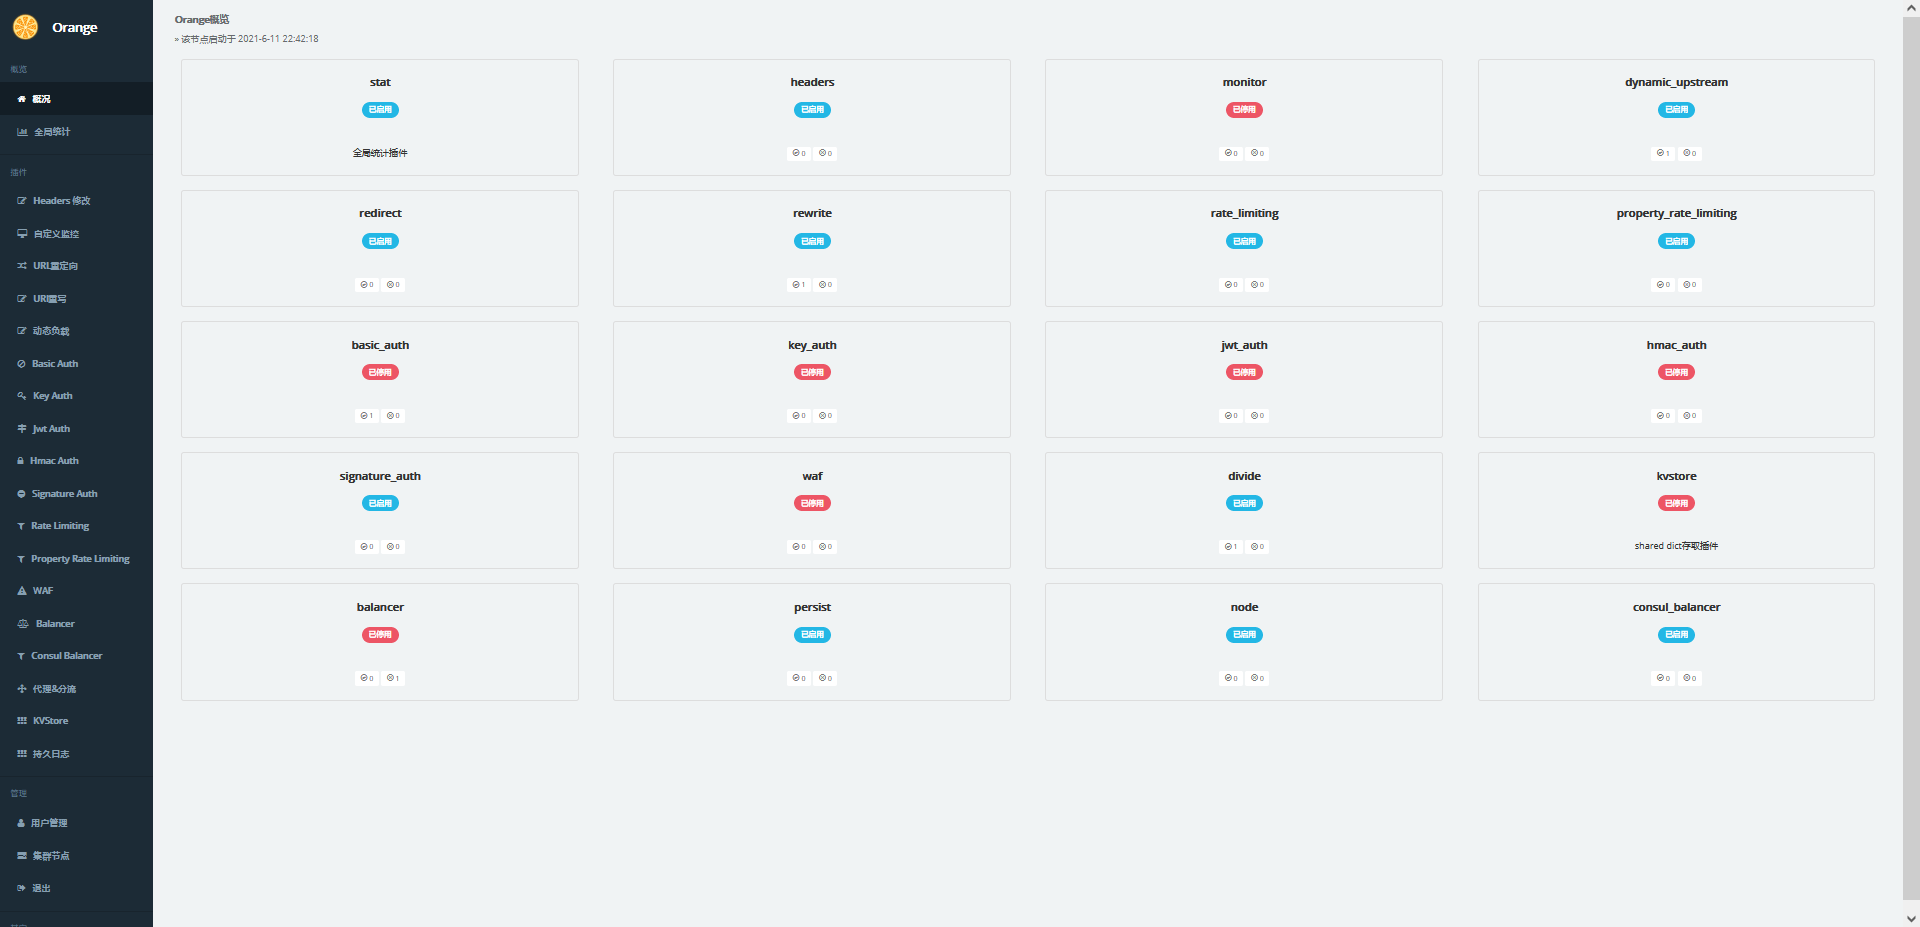 Orange
概览
概况
全局统计
插件
Headers 修改
自定义监控
URL重定向
URI重写
动态负载
Basic Auth
Key Auth
Jwt Auth
Hmac Auth
Signature Auth
Rate Limiting
Property Rate Limiting
WAF
Balancer
Consul Balancer
代理&分流
KVStore
持久日志
管理
用户管理
集群节点
退出
Orange概览
» 该节点启动于 2021-6-11 22:42:18
stat
已启用
全局统计插件
headers
已启用
0 0
monitor
已停用
0 0
dynamic_upstream
已启用
1 0
redirect
已启用
0 0
rewrite
已启用
1 0
rate_limiting
已启用
0 0
property_rate_limiting
已启用
0 0
basic_auth
已停用
1 0
key_auth
已停用
0 0
jwt_auth
已停用
0 0
hmac_auth
已停用
0 0
signature_auth
已启用
0 0
waf
已停用
0 0
divide
已启用
1 0
kvstore
已停用
shared dict存取插件
balancer
已停用
0 1
persist
已启用
0 0
node
已启用
0 0
consul_balancer
已启用
0 0